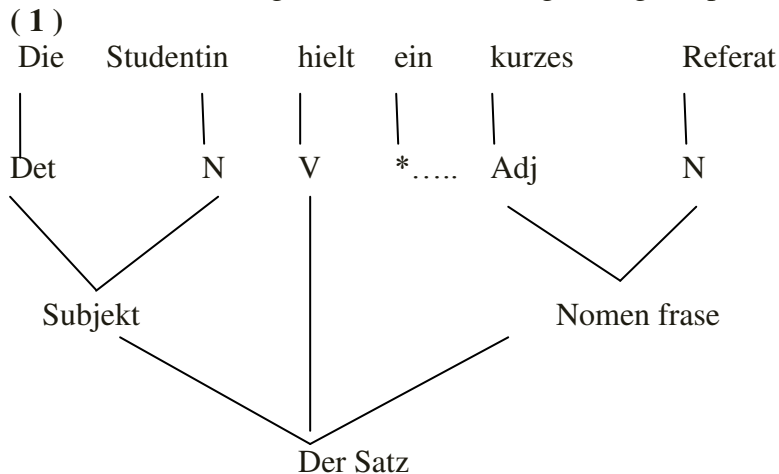 ( 1 )
Die Studentin hielt ein kurzes Referat
Det N V *….. Adj N
Subjekt Nomen frase
Der Satz